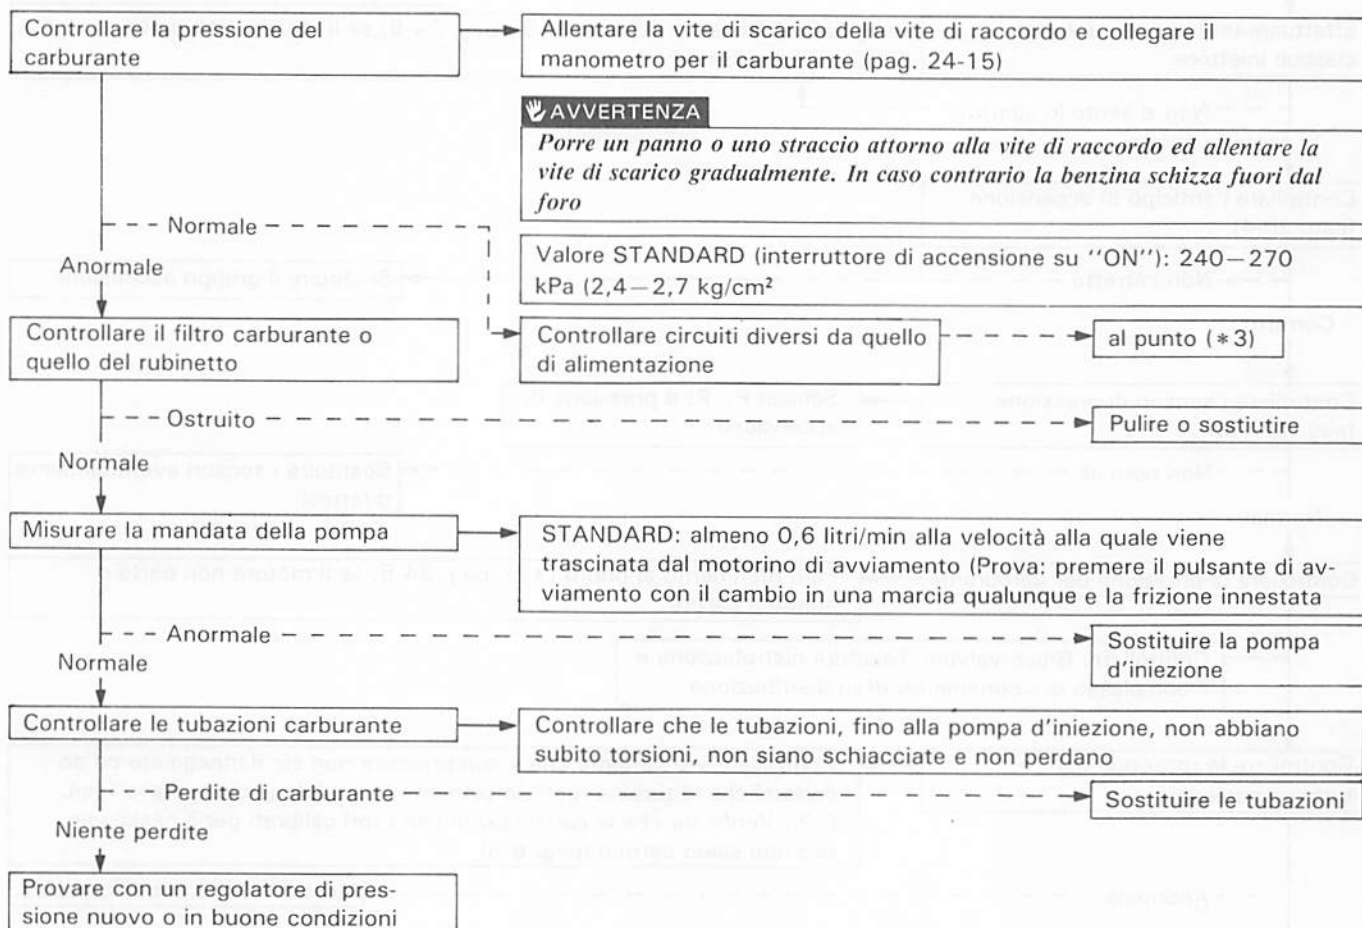 Controllare la pressione del
carburante
Allentare la vite di scarico della vite di raccordo e collegare il
manometro per il carburante (pag. 24-15)
AVVERTENZA
Porre un panno o uno straccio attorno alla vite di raccordo ed allentare la
vite di scarico gradualmente. In caso contrario la benzina schizza fuori dal
foro
Normale
Anormale
Valore STANDARD (interruttore di accensione su ''ON''): 240—270
kPa (2,4—2,7 kg/cm²
Controllare il filtro carburante o
quello del rubinetto
Controllare circuiti diversi da quello
di alimentazione
al punto (*3)
Ostruito
Pulire o sostiutire
Normale
Misurare la mandata della pompa
STANDARD: almeno 0,6 litri/min alla velocità alla quale viene
trascinata dal motorino di avviamento (Prova: premere il pulsante di av-
viamento con il cambio in una marcia qualunque e la frizione innestata
Anormale
Sostituire la pompa
d'iniezione
Normale
Controllare le tubazioni carburante
Controllare che le tubazioni, fino alla pompa d'iniezione, non abbiano
subito torsioni, non siano schiacciate e non perdano
Perdite di carburante
Sostituire le tubazioni
Niente perdite
Provare con un regolatore di pres-
sione nuovo o in buone condizioni